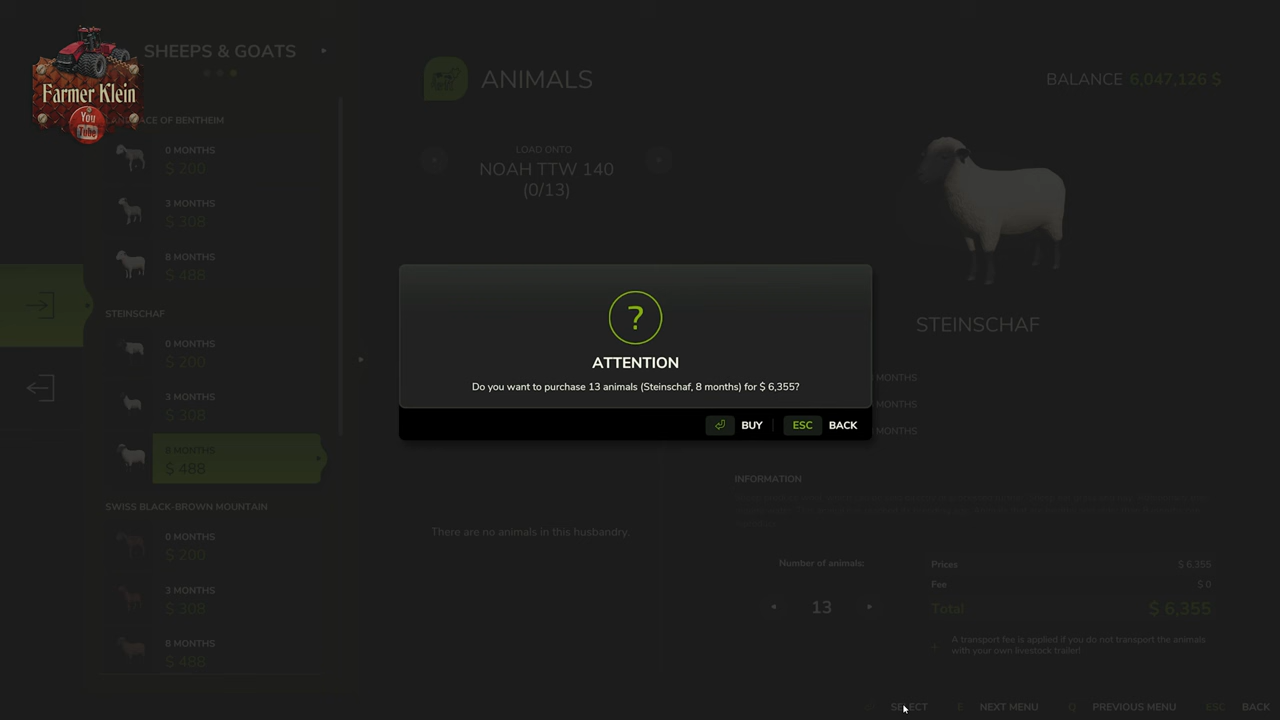 Farmer Klein
You
Tube
SHEEPS & GOATS
ACE OF BENTHEIM
0 MONTHS
$ 200
3 MONTHS
$ 308
8 MONTHS
$ 488
STEINSCHAF
0 MONTHS
$ 200
3 MONTHS
$ 308
8 MONTHS
$ 488
SWISS BLACK-BROWN MOUNTAIN
0 MONTHS
$ 200
3 MONTHS
$ 308
8 MONTHS
$ 488
ANIMALS
BALANCE 6,047,126 $
LOAD ONTO
NOAH TTW 140
(0/13)
?
ATTENTION
Do you want to purchase 13 animals (Steinschaf, 8 months) for $ 6,355?
BUY
ESC BACK
There are no animals in this husbandry.
STEINSCHAF
MONTHS
MONTHS
MONTHS
INFORMATION
Number of animals:
13
Prices $ 6,355
Fee $ 0
Total $ 6,355
A transport fee is applied if you do not transport the animals
with your own livestock trailer!
SELECT E NEXT MENU Q PREVIOUS MENU ESC BACK